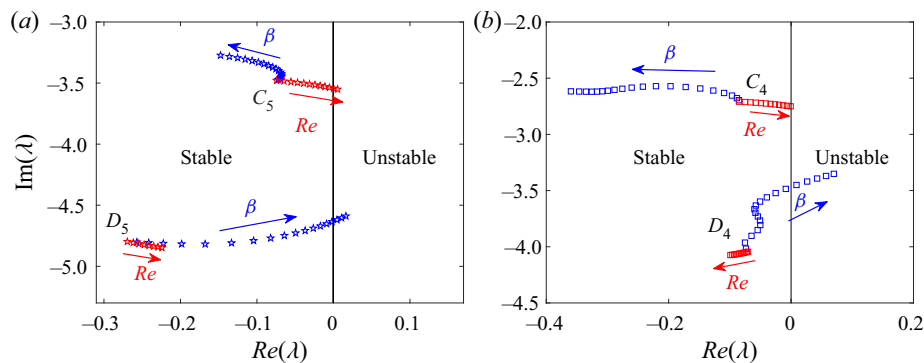 (a)
−3.0
−3.5
−4.0
−4.5
−5.0
Im(λ)
β
C5
Re
Stable
Unstable
β
D5
Re
−0.3
−0.2
−0.1
0
0.1
Re(λ)
(b)
−2.0
−2.5
−3.0
−3.5
−4.0
−4.5
β
C4
Re
Stable
Unstable
β
D4
Re
−0.4
−0.2
0
0.2
Re(λ)